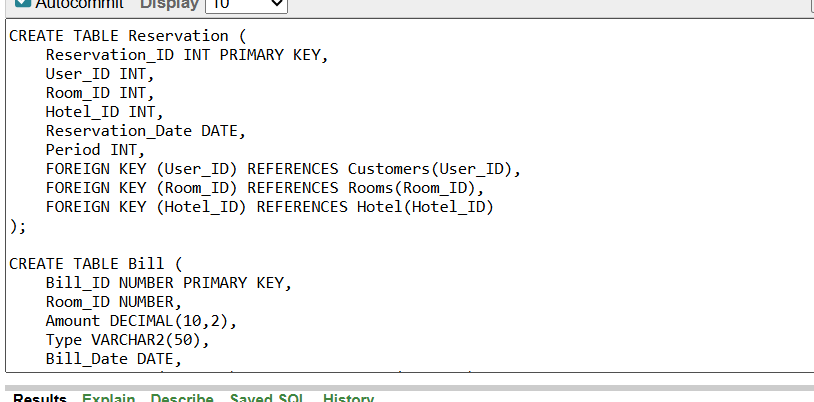 Autocommit Display 10
CREATE TABLE Reservation (
    Reservation_ID INT PRIMARY KEY,
    User_ID INT,
    Room_ID INT,
    Hotel_ID INT,
    Reservation_Date DATE,
    Period INT,
    FOREIGN KEY (User_ID) REFERENCES Customers(User_ID),
    FOREIGN KEY (Room_ID) REFERENCES Rooms(Room_ID),
    FOREIGN KEY (Hotel_ID) REFERENCES Hotel(Hotel_ID)
);

CREATE TABLE Bill (
    Bill_ID NUMBER PRIMARY KEY,
    Room_ID NUMBER,
    Amount DECIMAL(10,2),
    Type VARCHAR2(50),
    Bill_Date DATE,
Results Explain Describe Saved SQL History